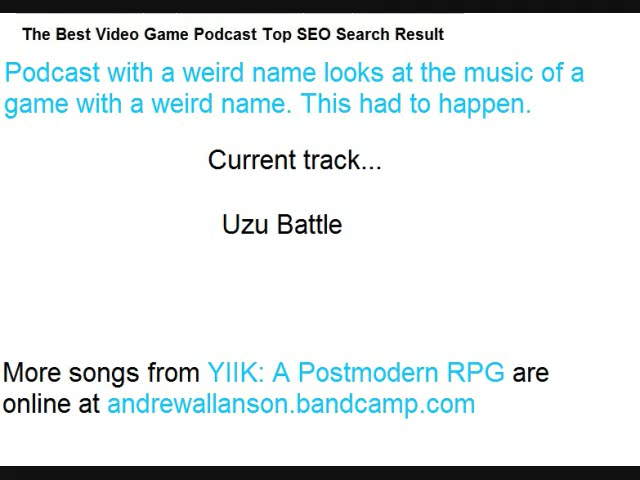 The Best Video Game Podcast Top SEO Search Result
Podcast with a weird name looks at the music of a
game with a weird name. This had to happen.
Current track...
Uzu Battle
More songs from YIIK: A Postmodern RPG are
online at andrewallanson.bandcamp.com